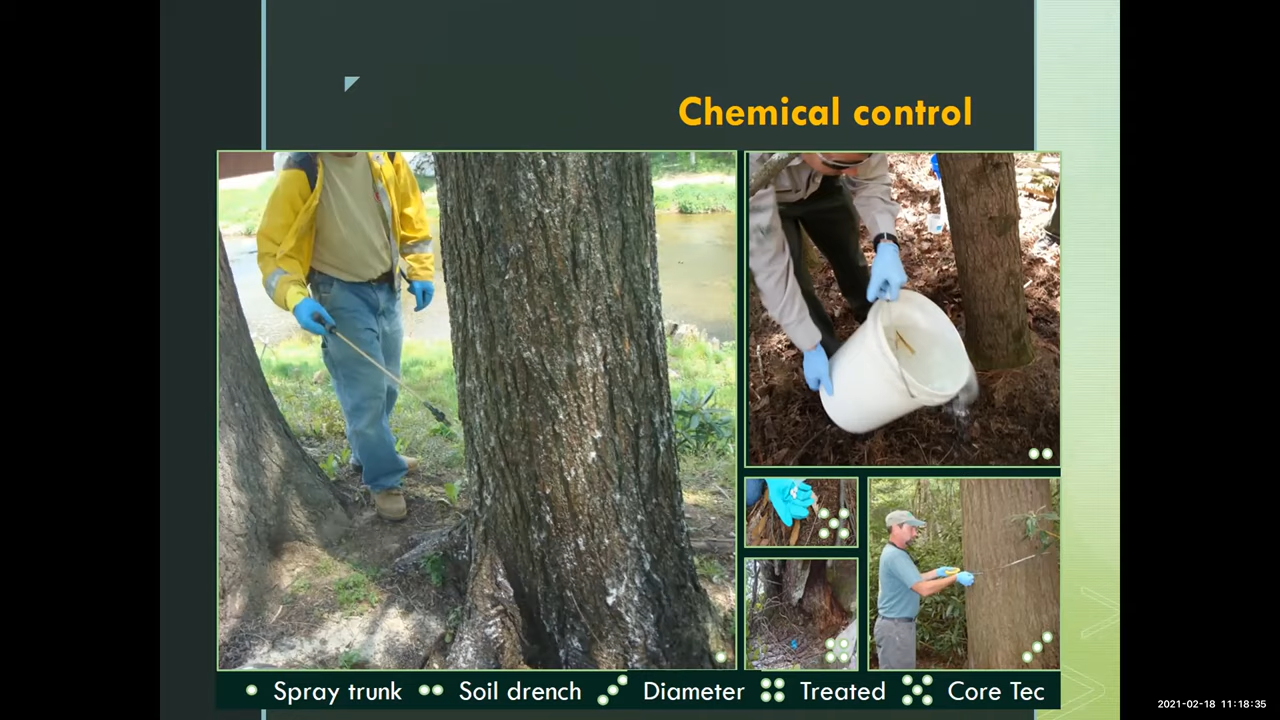 Chemical control
Spray trunk Soil drench Diameter Treated Core Tec
2021-02-18 11:18:35